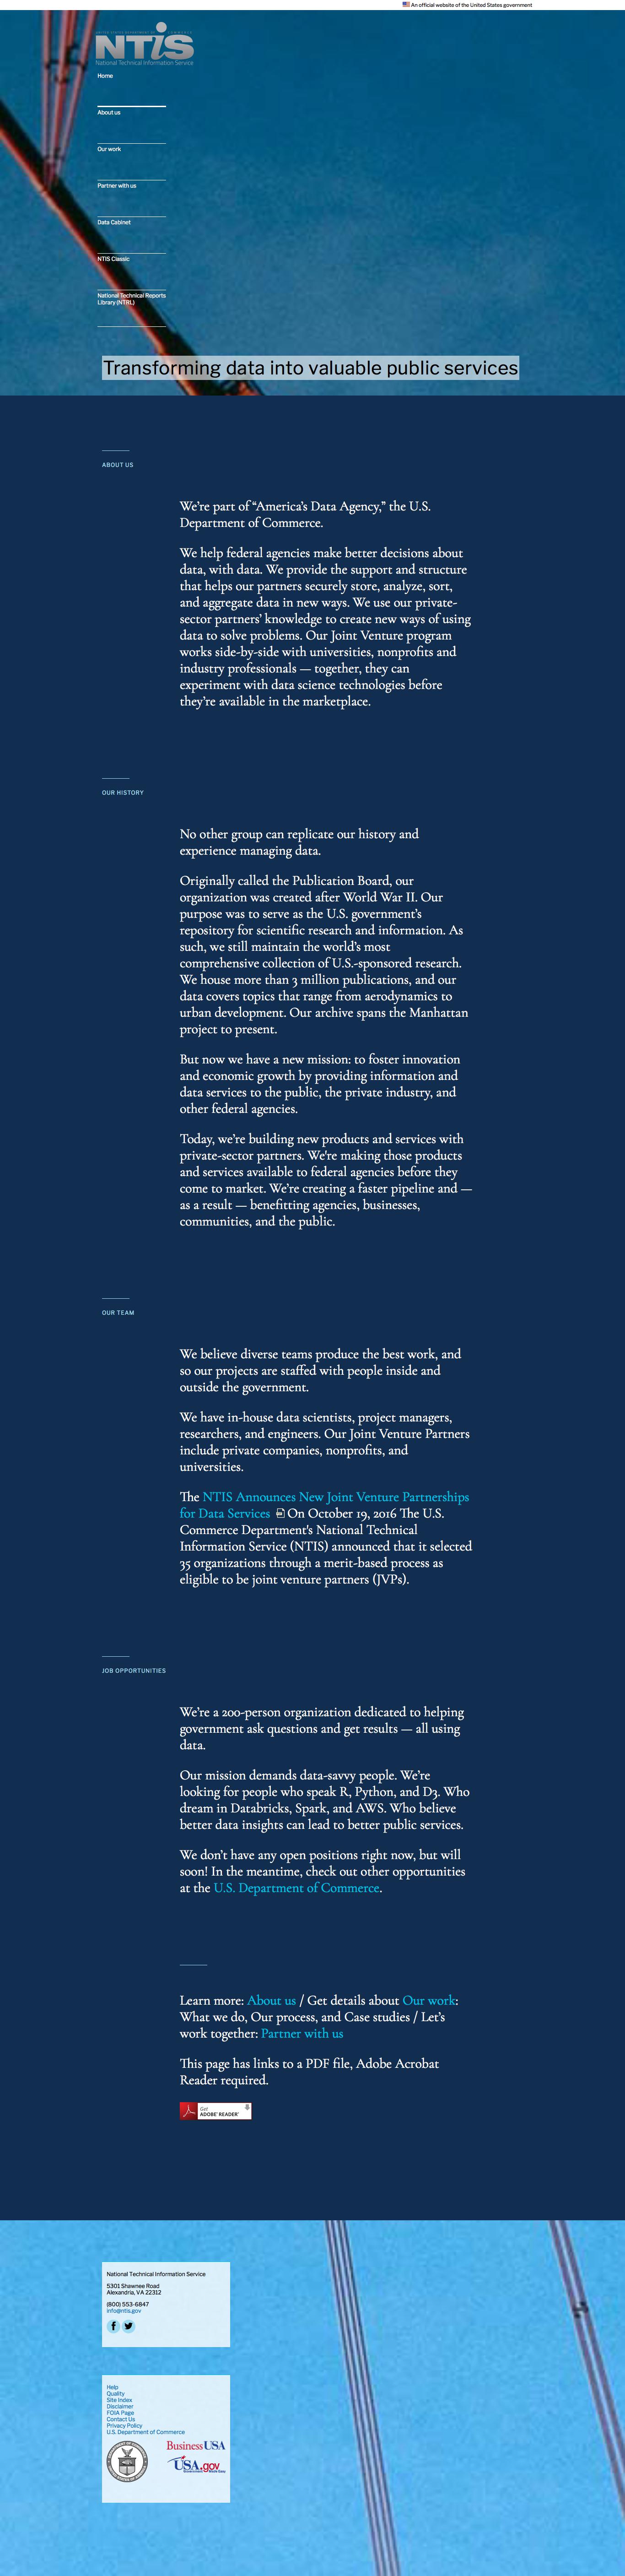 An official website of the United States government
NTIS
National Technical Information Service
Home
About us
Our work
Partner with us
Data Cabinet
NTIS Classic
National Technical Reports
Library (NTRL)
Transforming data into valuable public services
ABOUT US
We’re part of “America’s Data Agency,” the U.S.
Department of Commerce.
We help federal agencies make better decisions about
data, with data. We provide the support and structure
that helps our partners securely store, analyze, sort,
and aggregate data in new ways. We use our private-
sector partners’ knowledge to create new ways of using
data to solve problems. Our Joint Venture program
works side-by-side with universities, nonprofits and
industry professionals — together, they can
experiment with data science technologies before
they’re available in the marketplace.
OUR HISTORY
No other group can replicate our history and
experience managing data.
Originally called the Publication Board, our
organization was created after World War II. Our
purpose was to serve as the U.S. government’s
repository for scientific research and information. As
such, we still maintain the world’s most
comprehensive collection of U.S.-sponsored research.
We house more than 3 million publications, and our
data covers topics that range from aerodynamics to
urban development. Our archive spans the Manhattan
project to present.
But now we have a new mission: to foster innovation
and economic growth by providing information and
data services to the public, the private industry, and
other federal agencies.
Today, we’re building new products and services with
private-sector partners. We're making those products
and services available to federal agencies before they
come to market. We’re creating a faster pipeline and —
as a result — benefitting agencies, businesses,
communities, and the public.
OUR TEAM
We believe diverse teams produce the best work, and
so our projects are staffed with people inside and
outside the government.
We have in-house data scientists, project managers,
researchers, and engineers. Our Joint Venture Partners
include private companies, nonprofits, and
universities.
The NTIS Announces New Joint Venture Partnerships
for Data Services On October 19, 2016 The U.S.
Commerce Department's National Technical
Information Service (NTIS) announced that it selected
35 organizations through a merit-based process as
eligible to be joint venture partners (JVPs).
JOB OPPORTUNITIES
We’re a 200-person organization dedicated to helping
government ask questions and get results — all using
data.
Our mission demands data-savvy people. We’re
looking for people who speak R, Python, and D3. Who
dream in Databricks, Spark, and AWS. Who believe
better data insights can lead to better public services.
We don’t have any open positions right now, but will
soon! In the meantime, check out other opportunities
at the U.S. Department of Commerce.
Learn more: About us / Get details about Our work:
What we do, Our process, and Case studies / Let’s
work together: Partner with us
This page has links to a PDF file, Adobe Acrobat
Reader required.
Get
ADOBE® READER®
National Technical Information Service
5301 Shawnee Road
Alexandria, VA 22312
(800) 553-6847
info@ntis.gov
Help
Quality
Site Index
Disclaimer
FOIA Page
Contact Us
Privacy Policy
U.S. Department of Commerce
Business USA
USA.gov